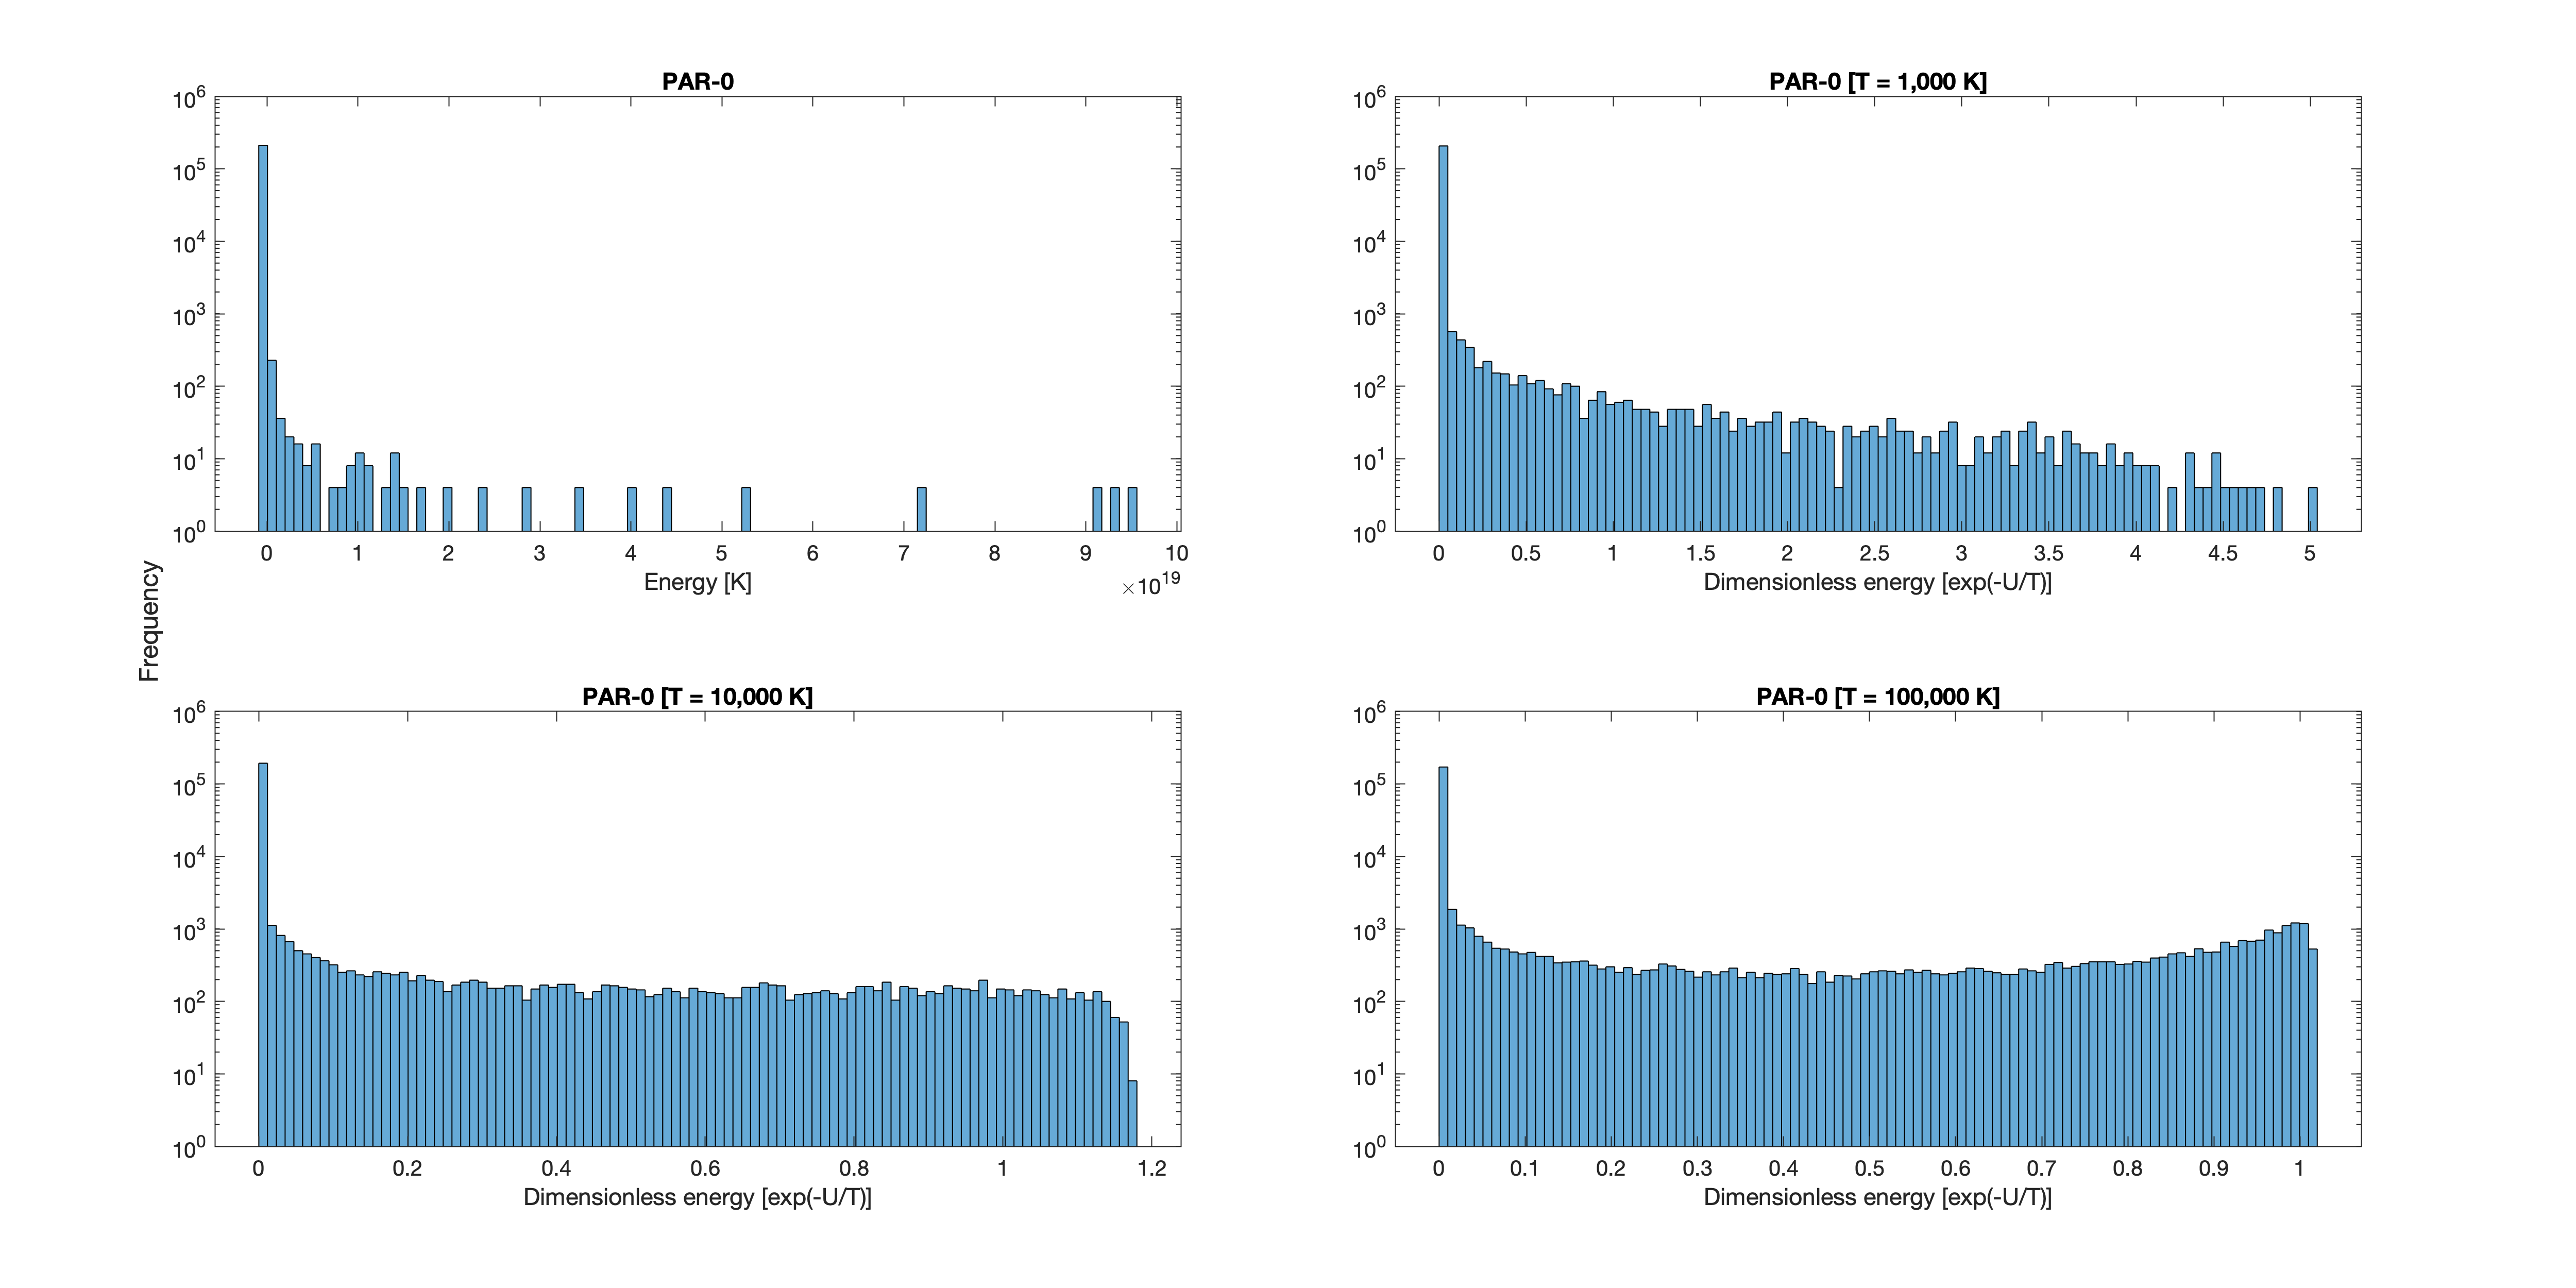 PAR-0
10^6
10^5
10^4
10^3
10^2
10^1
10^0
0 1 2 3 4 5 6 7 8 9 10
Energy [K]
×10^19
PAR-0 [T = 1,000 K]
10^6
10^5
10^4
10^3
10^2
10^1
10^0
0 0.5 1 1.5 2 2.5 3 3.5 4 4.5 5
Dimensionless energy [exp(-U/T)]
Frequency
PAR-0 [T = 10,000 K]
10^6
10^5
10^4
10^3
10^2
10^1
10^0
0 0.2 0.4 0.6 0.8 1 1.2
Dimensionless energy [exp(-U/T)]
PAR-0 [T = 100,000 K]
10^6
10^5
10^4
10^3
10^2
10^1
10^0
0 0.1 0.2 0.3 0.4 0.5 0.6 0.7 0.8 0.9 1
Dimensionless energy [exp(-U/T)]